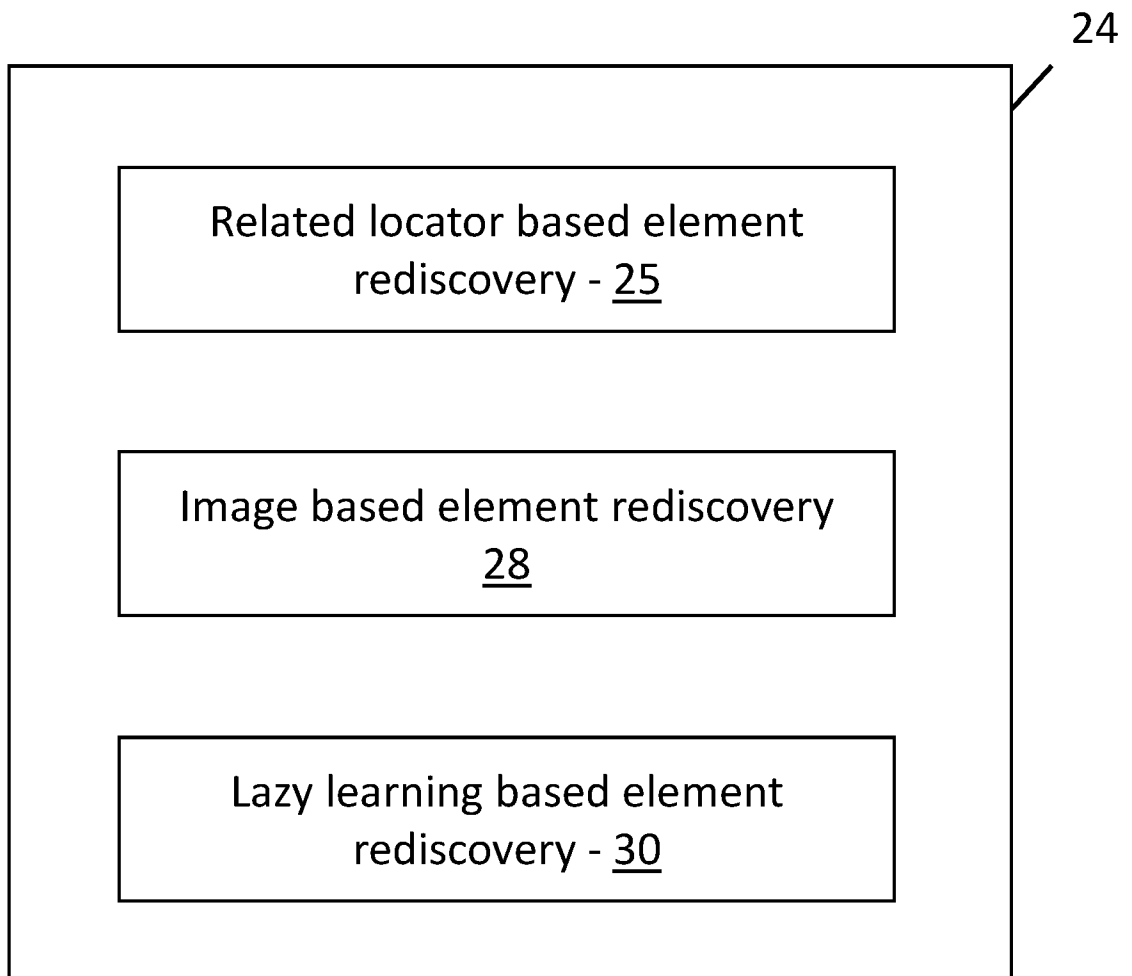 24
Related locator based element
rediscovery - 25
Image based element rediscovery
28
Lazy learning based element
rediscovery - 30